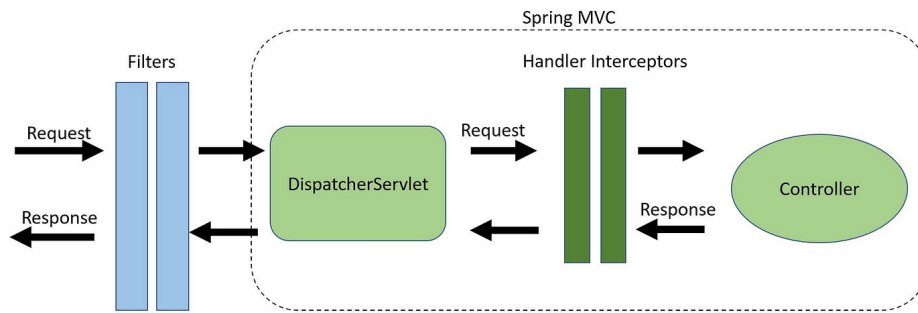 Spring MVC
Filters
Handler Interceptors
Request
Request
DispatcherServlet
Controller
Response
Response